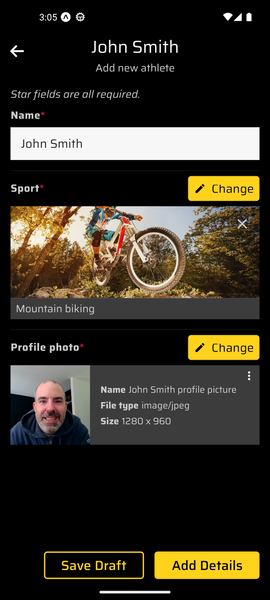 3:05
John Smith
Add new athlete
Star fields are all required.
Name*
John Smith
Sport*
Change
Mountain biking
Profile photo*
Change
Name John Smith profile picture
File type image/jpeg
Size 1280 x 960
Save Draft
Add Details